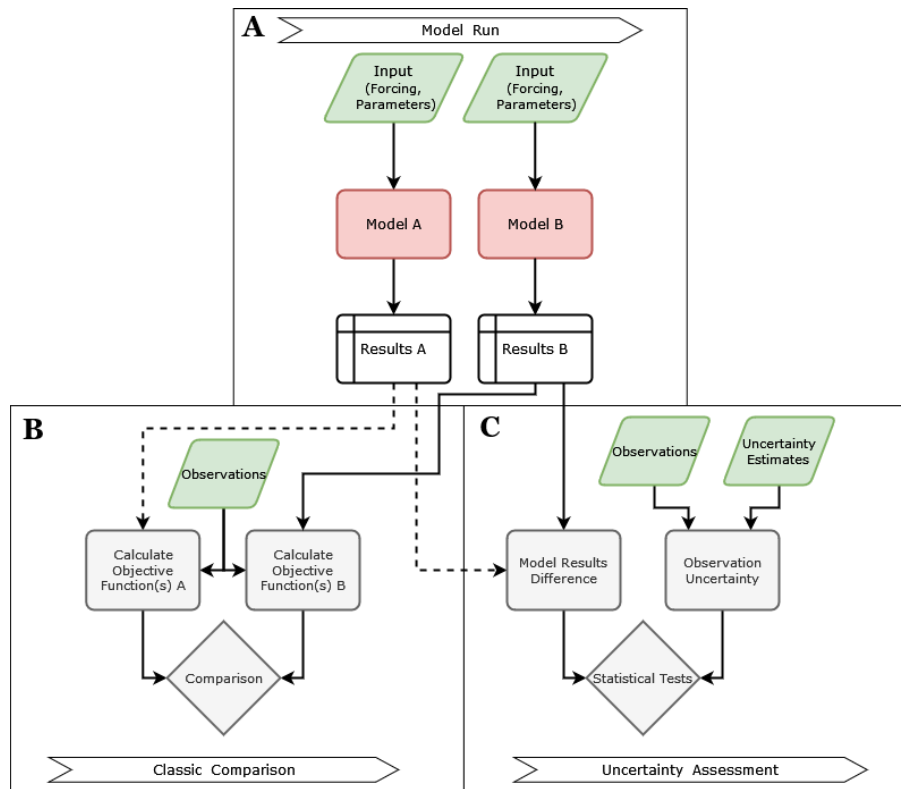 A
Model Run
Input
(Forcing,
Parameters)
Input
(Forcing,
Parameters)
Model A
Model B
Results A
Results B
B
Observations
Calculate
Objective
Function(s) A
Calculate
Objective
Function(s) B
Comparison
Classic Comparison
C
Observations
Uncertainty
Estimates
Model Results
Difference
Observation
Uncertainty
Statistical Tests
Uncertainty Assessment